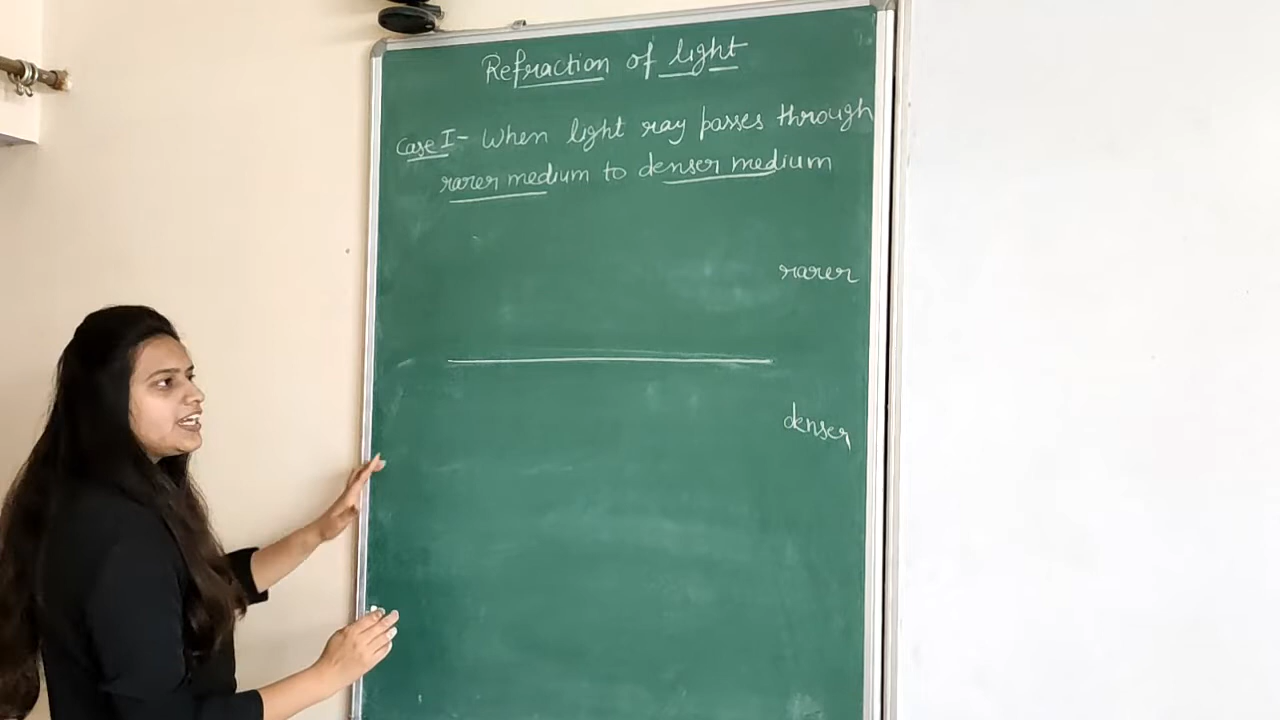 Refraction of light
Case I- When light ray passes through
rarer medium to denser medium
rarer
denser